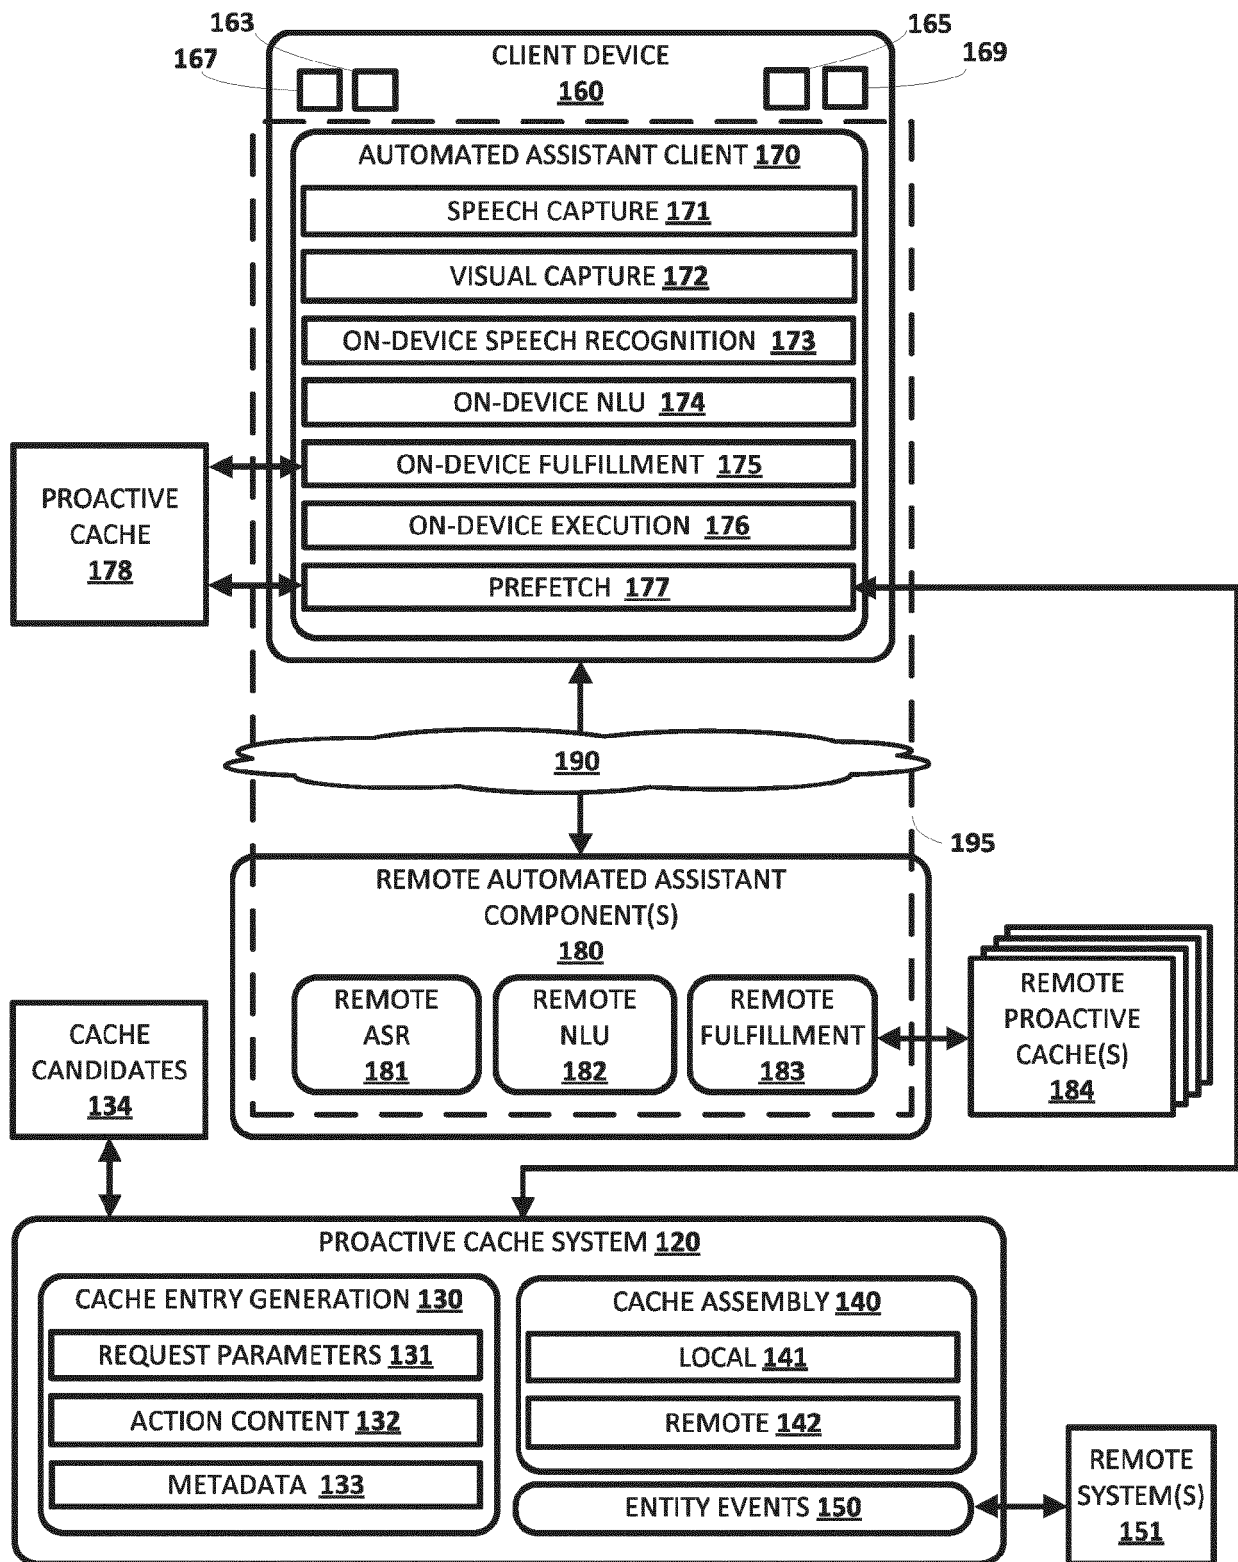 163
167
CLIENT DEVICE
160
165
169
AUTOMATED ASSISTANT CLIENT 170
SPEECH CAPTURE 171
VISUAL CAPTURE 172
ON-DEVICE SPEECH RECOGNITION 173
ON-DEVICE NLU 174
ON-DEVICE FULFILLMENT 175
ON-DEVICE EXECUTION 176
PREFETCH 177
PROACTIVE
CACHE
178
190
195
REMOTE AUTOMATED ASSISTANT
COMPONENT(S)
180
REMOTE
ASR
181
REMOTE
NLU
182
REMOTE
FULFILLMENT
183
REMOTE
PROACTIVE
CACHE(S)
184
CACHE
CANDIDATES
134
PROACTIVE CACHE SYSTEM 120
CACHE ENTRY GENERATION 130
REQUEST PARAMETERS 131
ACTION CONTENT 132
METADATA 133
CACHE ASSEMBLY 140
LOCAL 141
REMOTE 142
ENTITY EVENTS 150
REMOTE
SYSTEM(S)
151